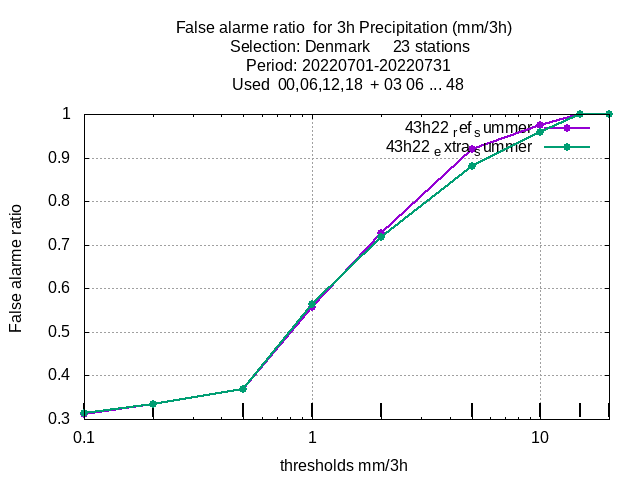 False alarme ratio  for 3h Precipitation (mm/3h)
Selection: Denmark     23 stations
Period: 20220701-20220731
Used  00,06,12,18  + 03 06 ... 48
43h22 ref summer
43h22 extra summer
False alarme ratio
1
0.9
0.8
0.7
0.6
0.5
0.4
0.3
0.1
1
10
thresholds mm/3h